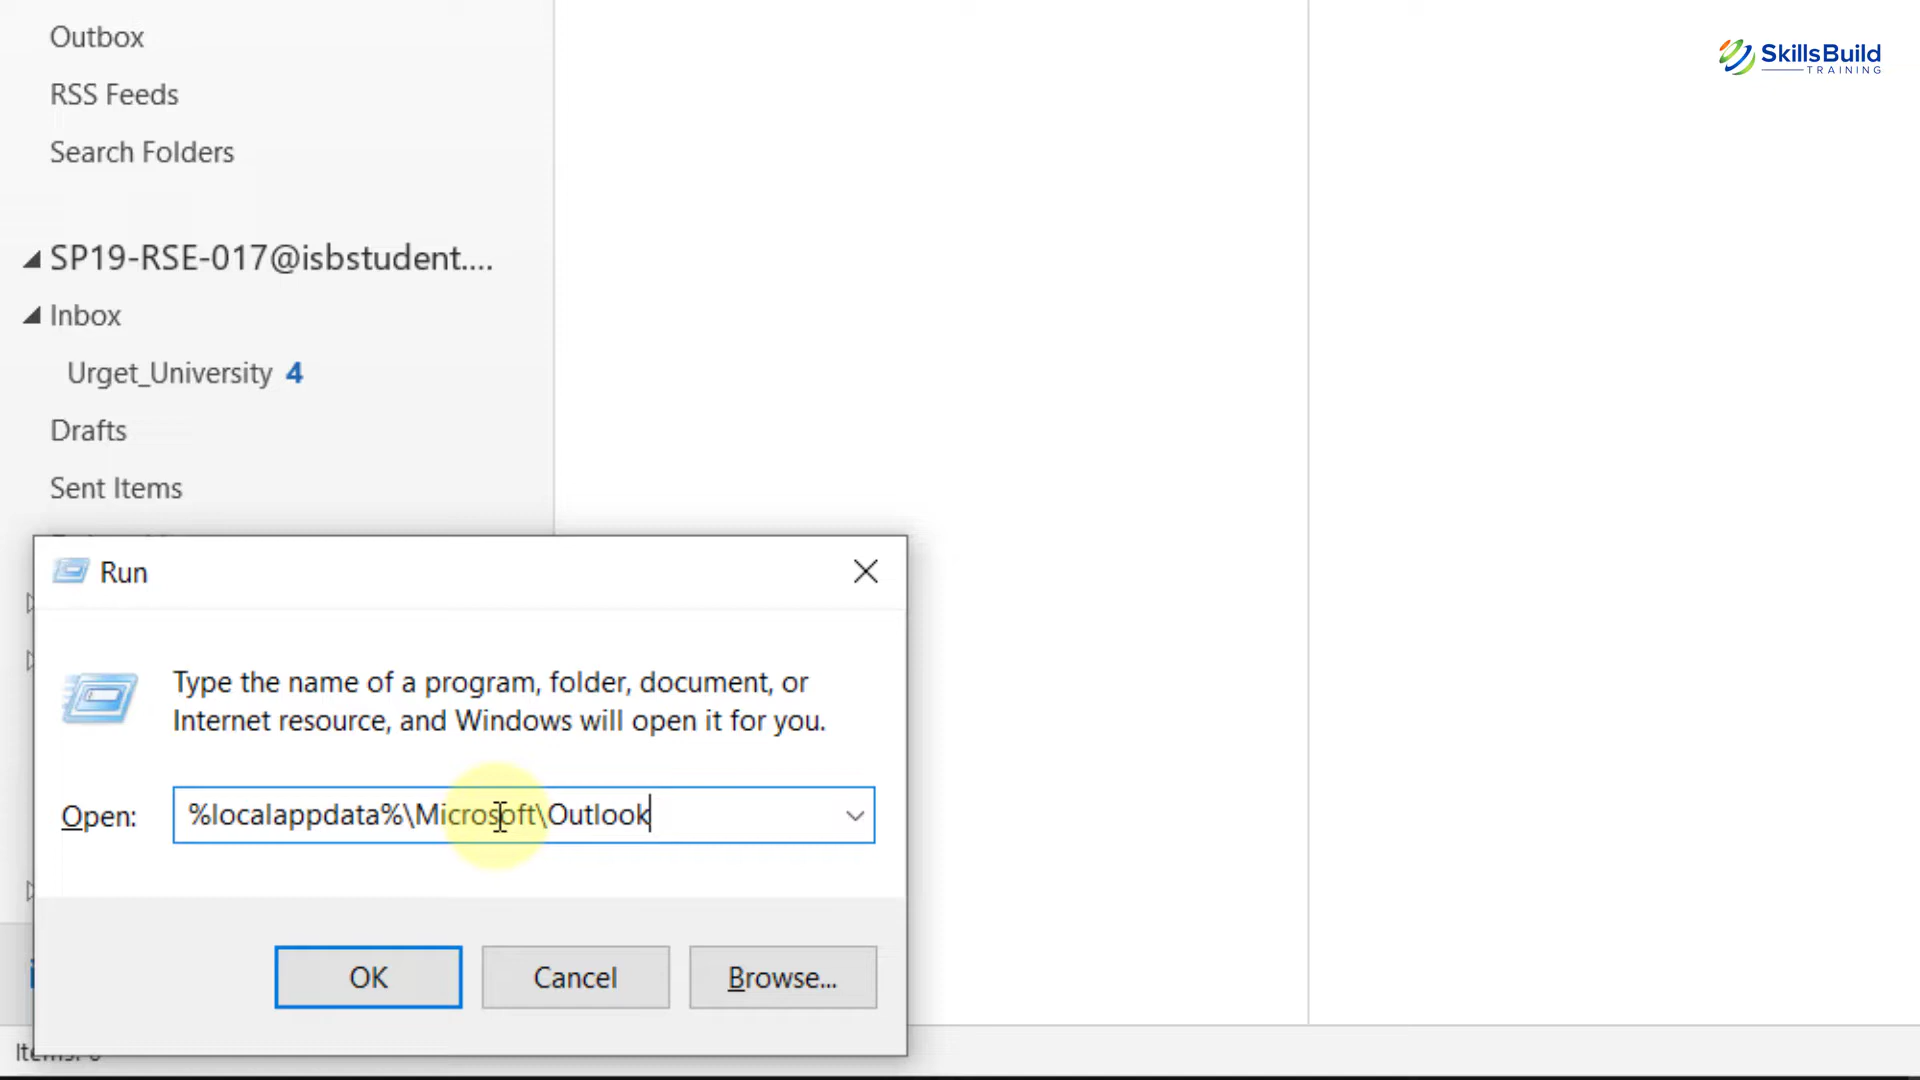 Outbox
RSS Feeds
Search Folders
SkillsBuild
TRAINING
SP19-RSE-017@isbstudent....
Inbox
Urget_University 4
Drafts
Sent Items
Run
Type the name of a program, folder, document, or
Internet resource, and Windows will open it for you.
Open: %localappdata%\Microsoft\Outlook
OK Cancel Browse...